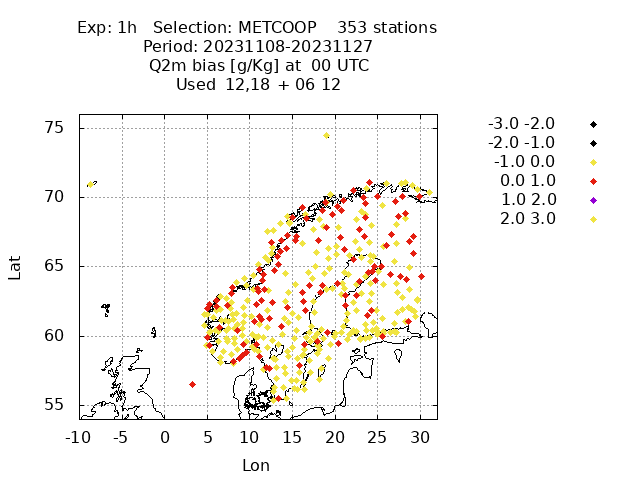 Exp: 1h Selection: METCOOP 353 stations
Period: 20231108-20231127
Q2m bias [g/Kg] at 00 UTC
Used 12,18 + 06 12
-3.0 -2.0
-2.0 -1.0
-1.0 0.0
0.0 1.0
1.0 2.0
2.0 3.0
75
70
65
60
55
Lat
-10 -5 0 5 10 15 20 25 30
Lon